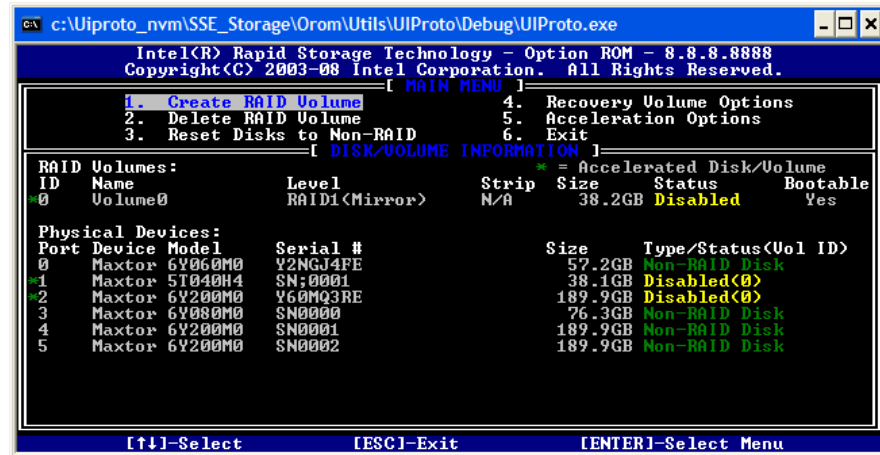 c:\Uiproto_nvm\SSE_Storage\Orom\Utils\UIProto\Debug\UIProto.exe
Intel(R) Rapid Storage Technology - Option ROM - 8.8.8.8888
Copyright(C) 2003-08 Intel Corporation. All Rights Reserved.
[ MAIN MENU ]
1. Create RAID Volume 4. Recovery Volume Options
2. Delete RAID Volume 5. Acceleration Options
3. Reset Disks to Non-RAID 6. Exit
[ DISK/VOLUME INFORMATION ]
RAID Volumes: * = Accelerated Disk/Volume
ID Name Level Strip Size Status Bootable
*0 Volume0 RAID1(Mirror) N/A 38.2GB Disabled Yes
Physical Devices:
Port Device Model Serial # Size Type/Status(Vol ID)
0 Maxtor 6Y060M0 Y2NGJ4FE 57.2GB Non-RAID Disk
*1 Maxtor 5T040H4 SN;0001 38.1GB Disabled(0)
*2 Maxtor 6Y200M0 Y60MQ3RE 189.9GB Disabled(0)
3 Maxtor 6Y080M0 SN0000 76.3GB Non-RAID Disk
4 Maxtor 6Y200M0 SN0001 189.9GB Non-RAID Disk
5 Maxtor 6Y200M0 SN0002 189.9GB Non-RAID Disk
[↑↓]-Select [ESC]-Exit [ENTER]-Select Menu